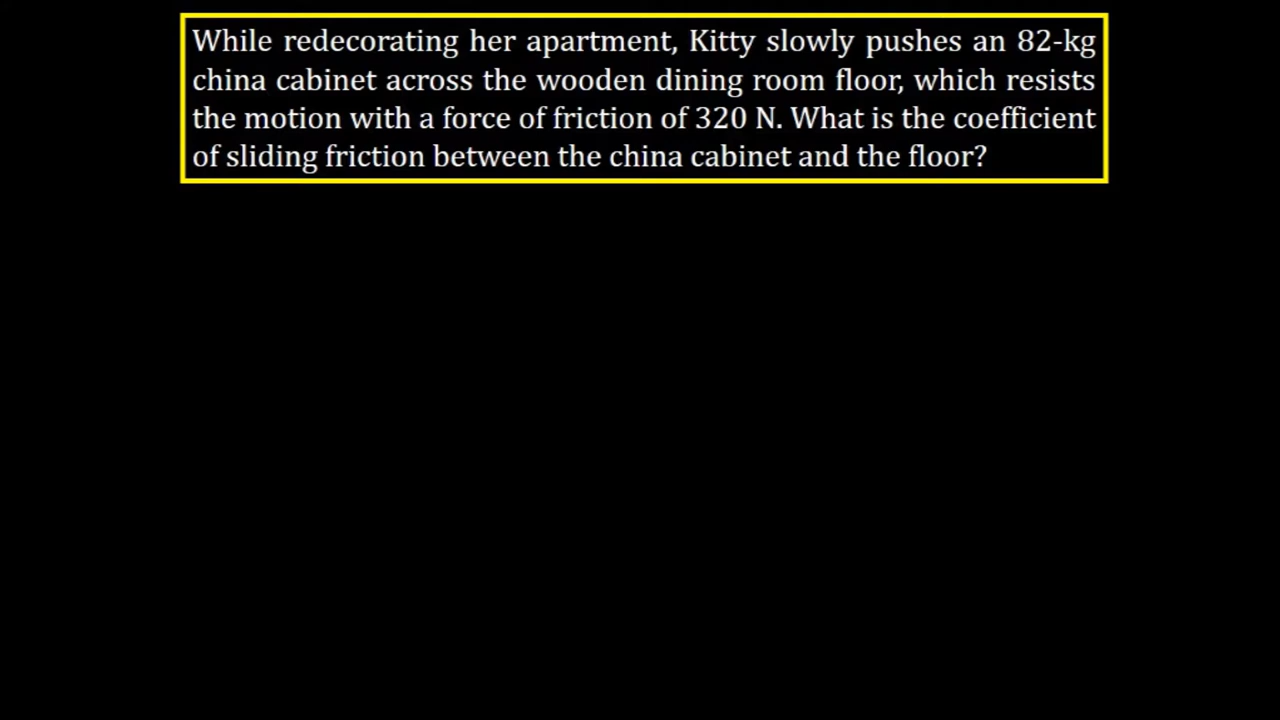 While redecorating her apartment, Kitty slowly pushes an 82-kg
china cabinet across the wooden dining room floor, which resists
the motion with a force of friction of 320 N. What is the coefficient
of sliding friction between the china cabinet and the floor?